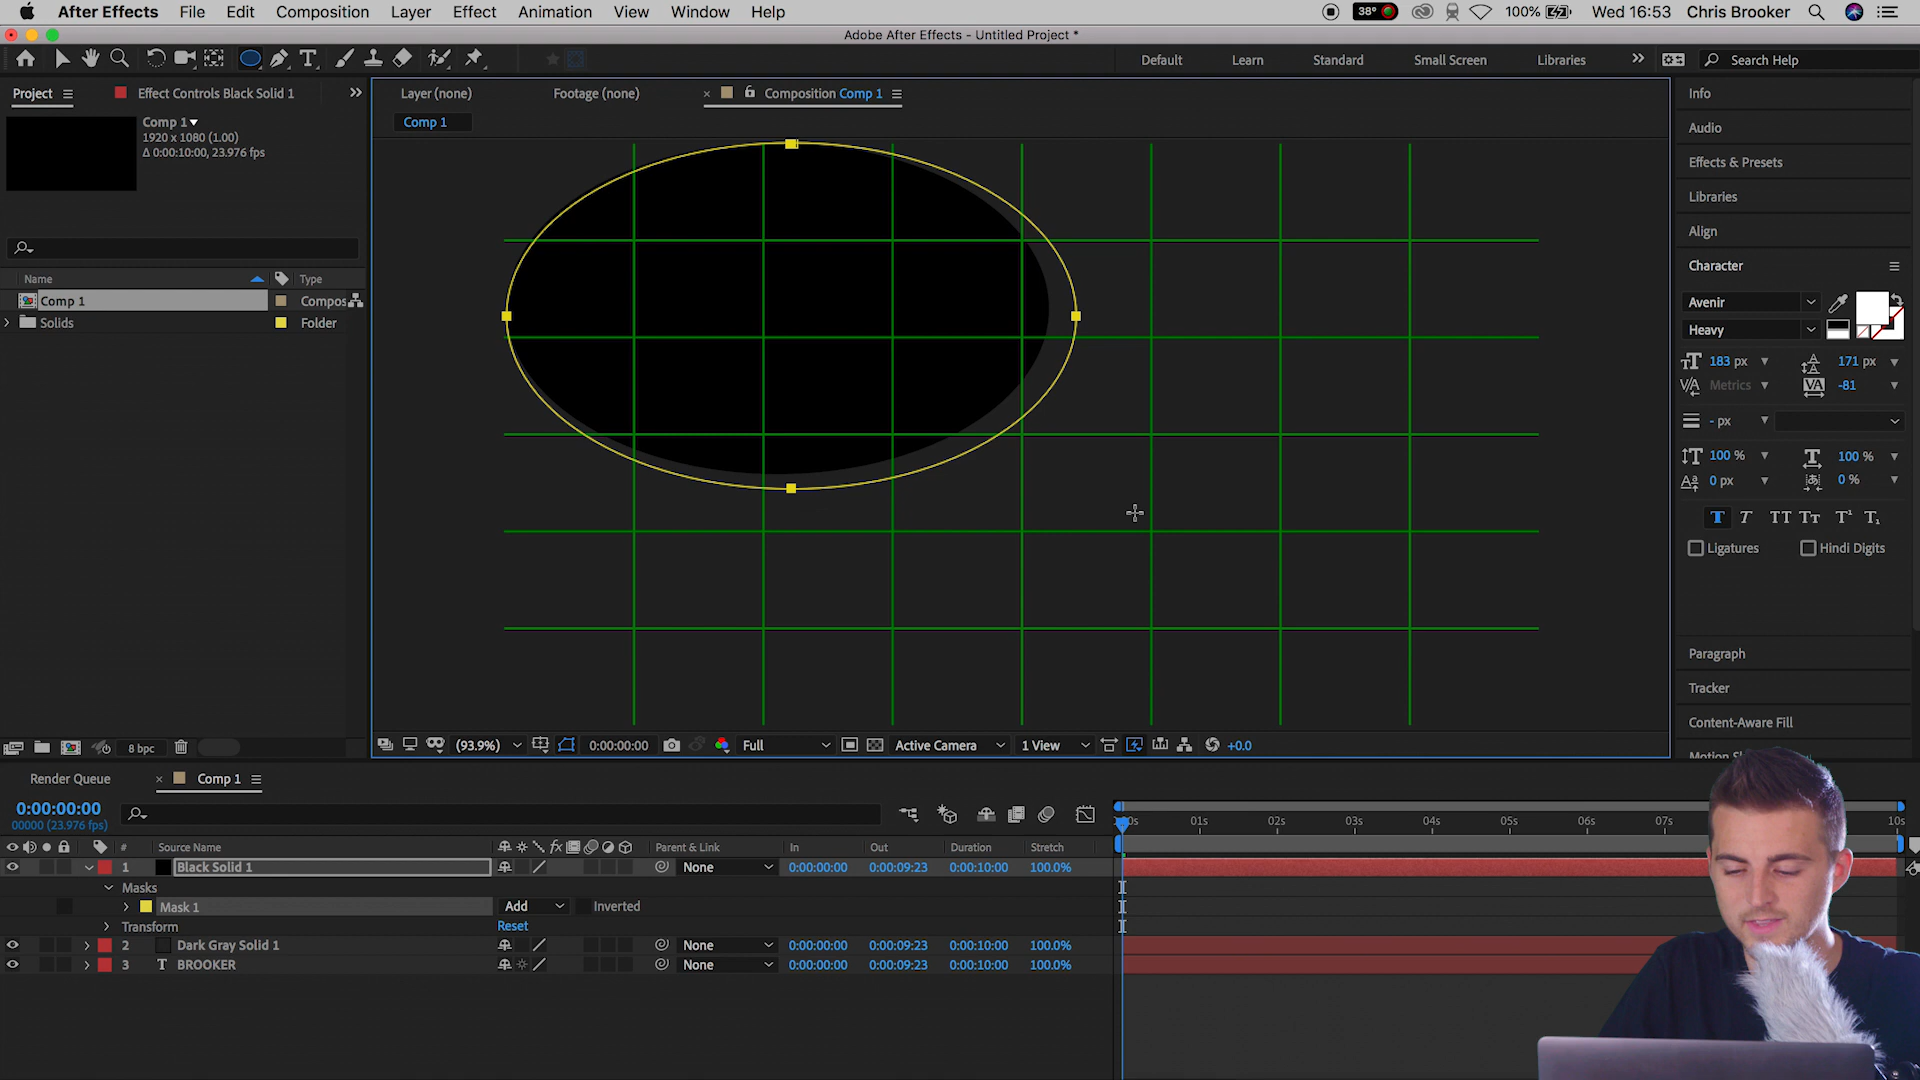 After Effects File Edit Composition Layer Effect Animation View Window Help
38° 100% Wed 16:53 Chris Brooker
Adobe After Effects - Untitled Project *
Default Learn Standard Small Screen Libraries Search Help
Project Effect Controls Black Solid 1
Layer (none) Footage (none) × Composition Comp 1
Comp 1
Comp 1
1920 x 1080 (1.00)
Δ 0:00:10:00, 23.976 fps
Name Type
Comp 1 Compos
Solids Folder
8 bpc
(93.9%) 0:00:00:00 Full Active Camera 1 View +0.0
Info
Audio
Effects & Presets
Libraries
Align
Character
Avenir
Heavy
183 px 171 px
Metrics -81
- px
100 % 100 %
0 px 0 %
T T TT Tt T¹ T₁
Ligatures Hindi Digits
Paragraph
Tracker
Content-Aware Fill
Render Queue × Comp 1
0:00:00:00
00000 (23.976 fps)
01s 02s 03s 04s 05s 06s 07s 10s
# Source Name Parent & Link In Out Duration Stretch
1 Black Solid 1 None 0:00:00:00 0:00:09:23 0:00:10:00 100.0%
Masks
Mask 1 Add Inverted
Transform Reset
2 Dark Gray Solid 1 None 0:00:00:00 0:00:09:23 0:00:10:00 100.0%
3 T BROOKER None 0:00:00:00 0:00:09:23 0:00:10:00 100.0%